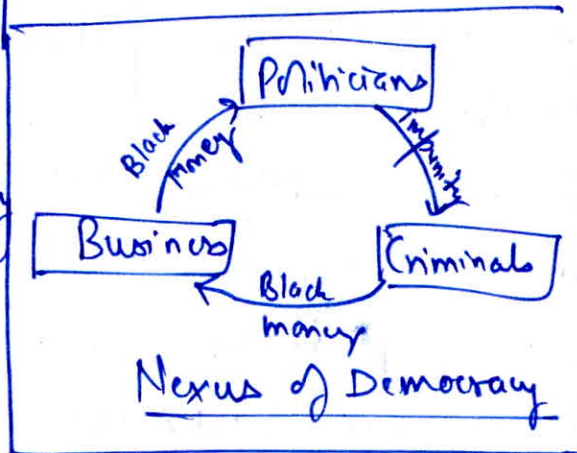 Politicians
Black
money
Impunity
Business
Criminals
Black
money
Nexus of Democracy